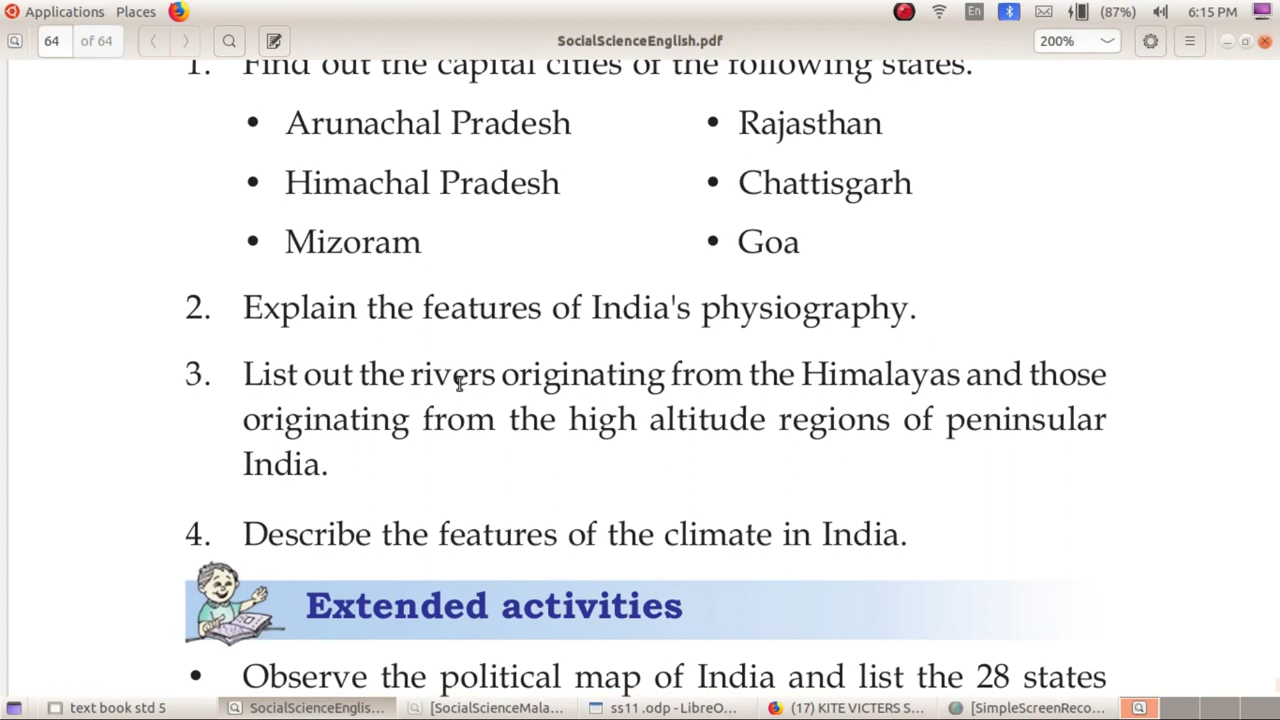 Applications Places En (87%) 6:15 PM
64 of 64 SocialScienceEnglish.pdf 200%
1. Find out the capital cities of the following states.
• Arunachal Pradesh • Rajasthan
• Himachal Pradesh • Chattisgarh
• Mizoram • Goa
2. Explain the features of India's physiography.
3. List out the rivers originating from the Himalayas and those
originating from the high altitude regions of peninsular
India.
4. Describe the features of the climate in India.
Extended activities
• Observe the political map of India and list the 28 states
text book std 5 SocialScienceEnglis... [SocialScienceMala... ss11 .odp - LibreO... (17) KITE VICTERS S... [SimpleScreenReco...